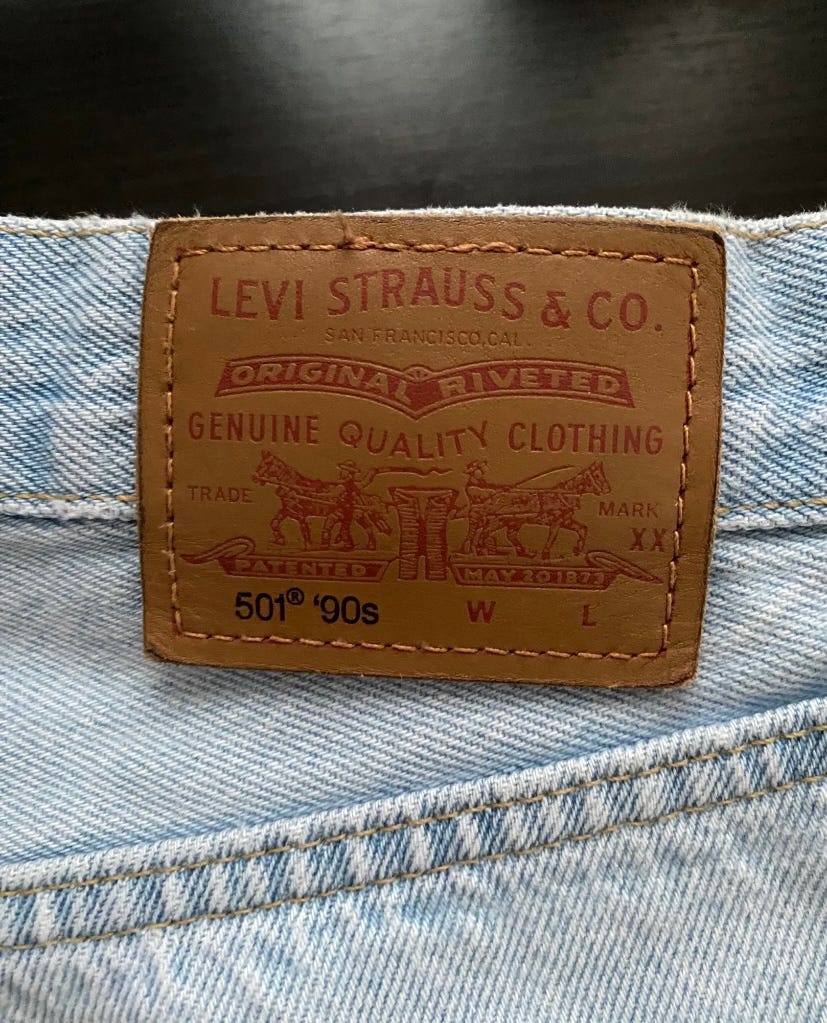 LEVI STRAUSS & CO.
SAN FRANCISCO, CAL.
ORIGINAL RIVETED
GENUINE QUALITY CLOTHING
TRADE MARK
XX
PATENTED MAY 20 1873
501® '90s W L